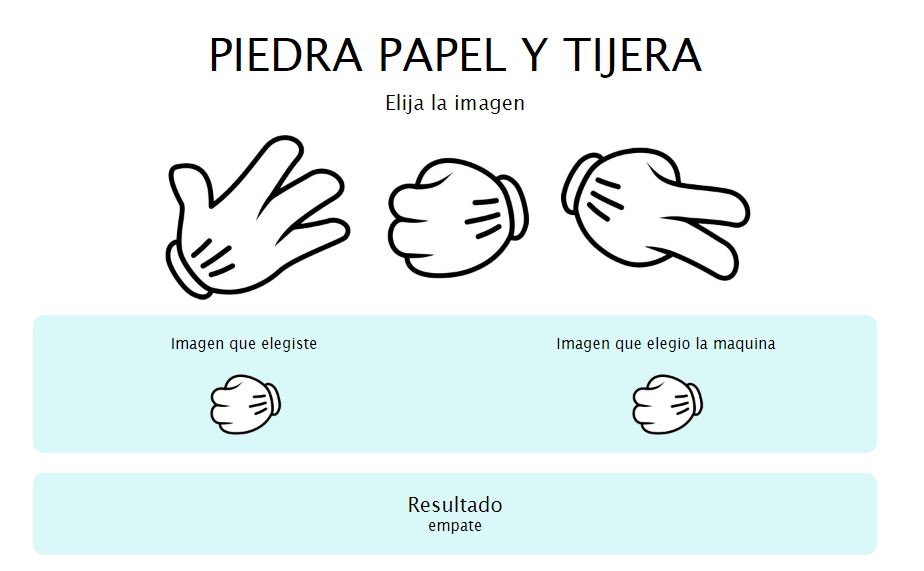 PIEDRA PAPEL Y TIJERA
Elija la imagen
Imagen que elegiste
Imagen que elegio la maquina
Resultado
empate